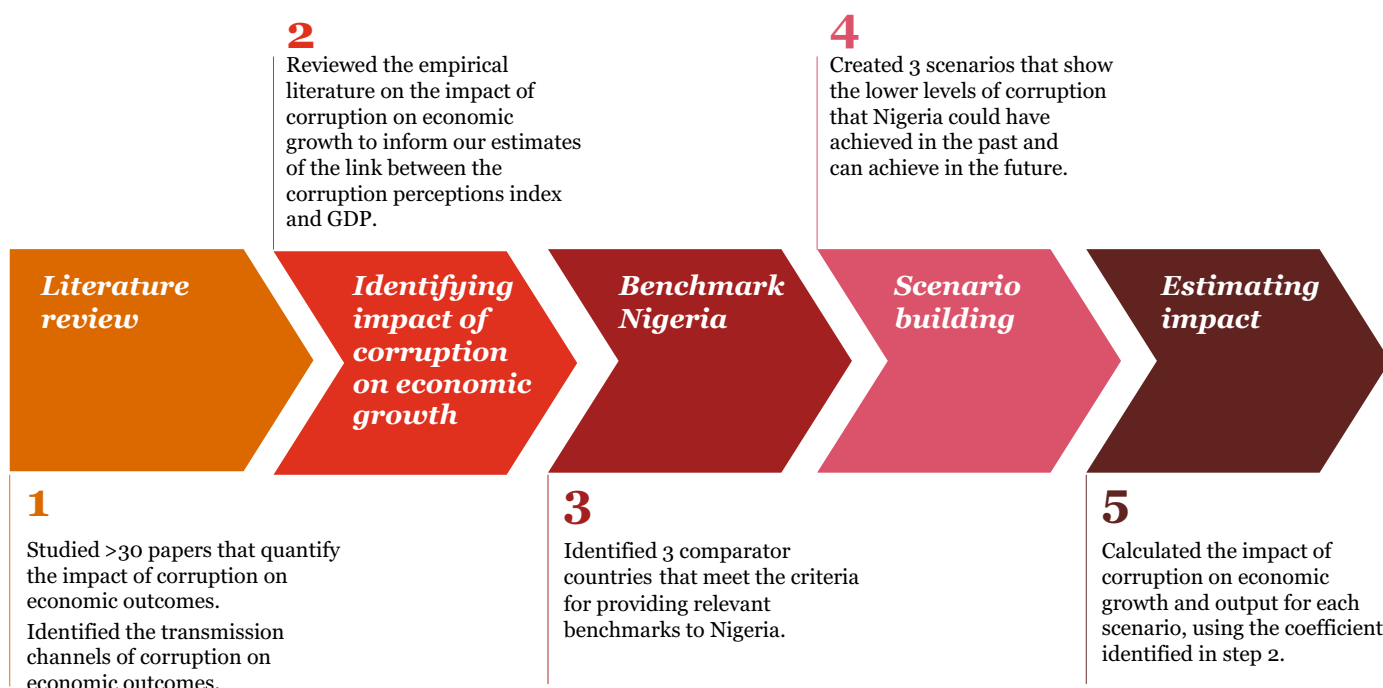 2
Reviewed the empirical
literature on the impact of
corruption on economic
growth to inform our estimates
of the link between the
corruption perceptions index
and GDP.
4
Created 3 scenarios that show
the lower levels of corruption
that Nigeria could have
achieved in the past and
can achieve in the future.
Literature
review
Identifying
impact of
corruption
on economic
growth
Benchmark
Nigeria
Scenario
building
Estimating
impact
1
Studied >30 papers that quantify
the impact of corruption on
economic outcomes.
Identified the transmission
channels of corruption on
economic outcomes.
3
Identified 3 comparator
countries that meet the criteria
for providing relevant
benchmarks to Nigeria.
5
Calculated the impact of
corruption on economic
growth and output for each
scenario, using the coefficient
identified in step 2.